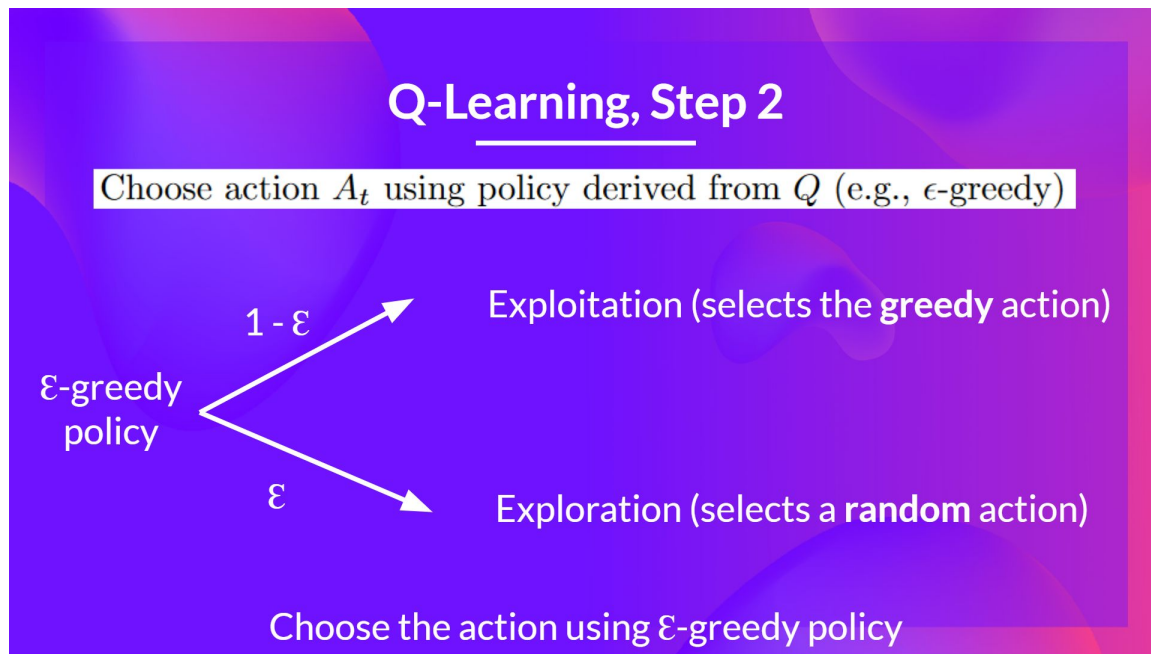 Q-Learning, Step 2
Choose action Aₜ using policy derived from Q (e.g., ϵ-greedy)
1 - Ɛ
Exploitation (selects the greedy action)
Ɛ-greedy
policy
Ɛ
Exploration (selects a random action)
Choose the action using Ɛ-greedy policy